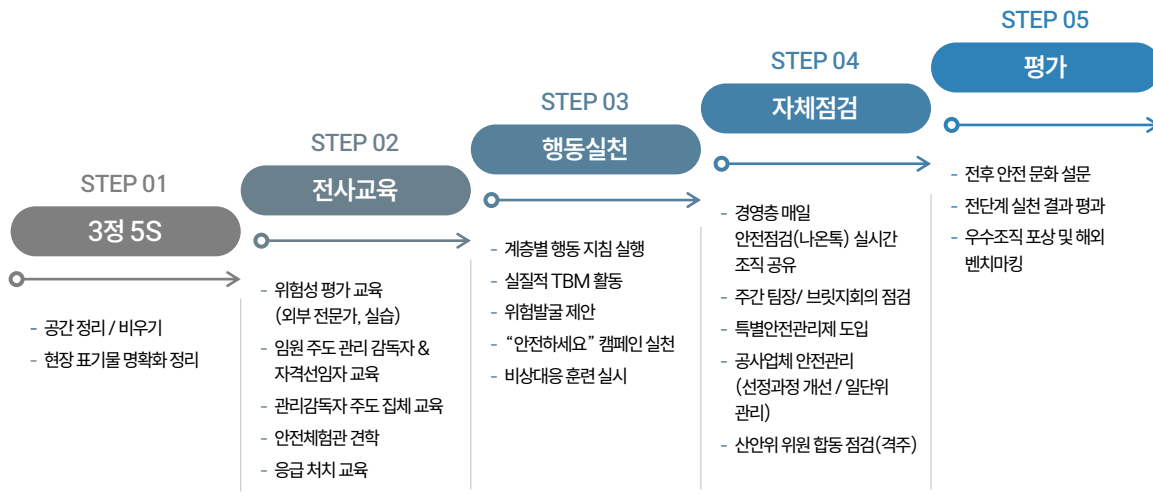 STEP 01
3정 5S
- 공간 정리 / 비우기
- 현장 표기물 명확화 정리
STEP 02
전사교육
- 위험성 평가 교육
(외부 전문가, 실습)
- 임원 주도 관리 감독자 &
자격선임자 교육
- 관리감독자 주도 집체 교육
- 안전체험관 견학
- 응급 처치 교육
STEP 03
행동실천
- 계층별 행동 지침 실행
- 실질적 TBM 활동
- 위험발굴 제안
- “안전하세요” 캠페인 실천
- 비상대응 훈련 실시
STEP 04
자체점검
- 경영층 매일
안전점검(나온톡) 실시간
조직 공유
- 주간 팀장/ 브릿지회의 점검
- 특별안전관리제 도입
- 공사업체 안전관리
(선정과정 개선 / 일단위
관리)
- 산안위 위원 합동 점검(격주)
STEP 05
평가
- 전후 안전 문화 설문
- 전단계 실천 결과 평과
- 우수조직 포상 및 해외
벤치마킹